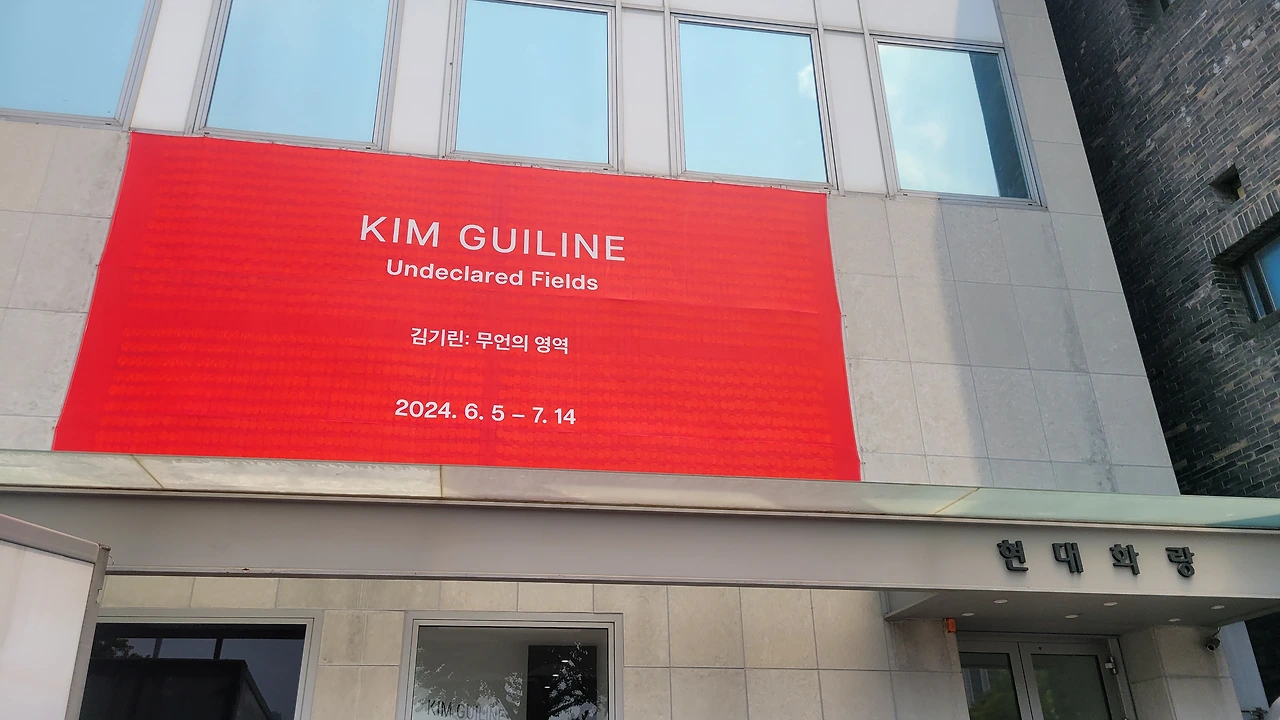 KIM GUILINE
Undeclared Fields
김기린: 무언의 영역
2024. 6. 5 – 7. 14
현대화랑
KIM GUILINE